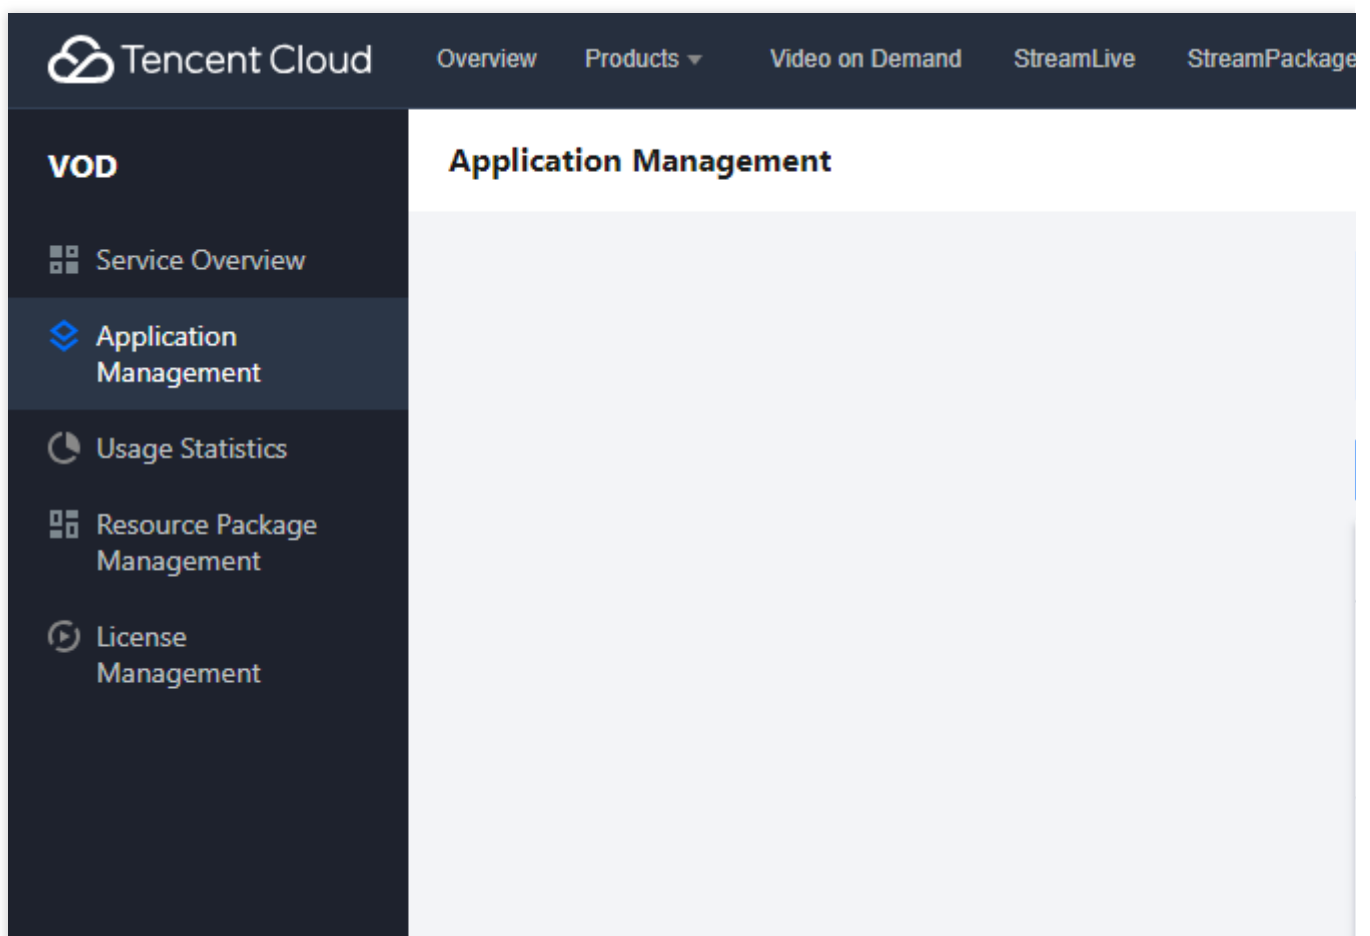 Tencent Cloud Overview Products Video on Demand StreamLive StreamPackage
VOD
Application Management
Service Overview
Application
Management
Usage Statistics
Resource Package
Management
License
Management